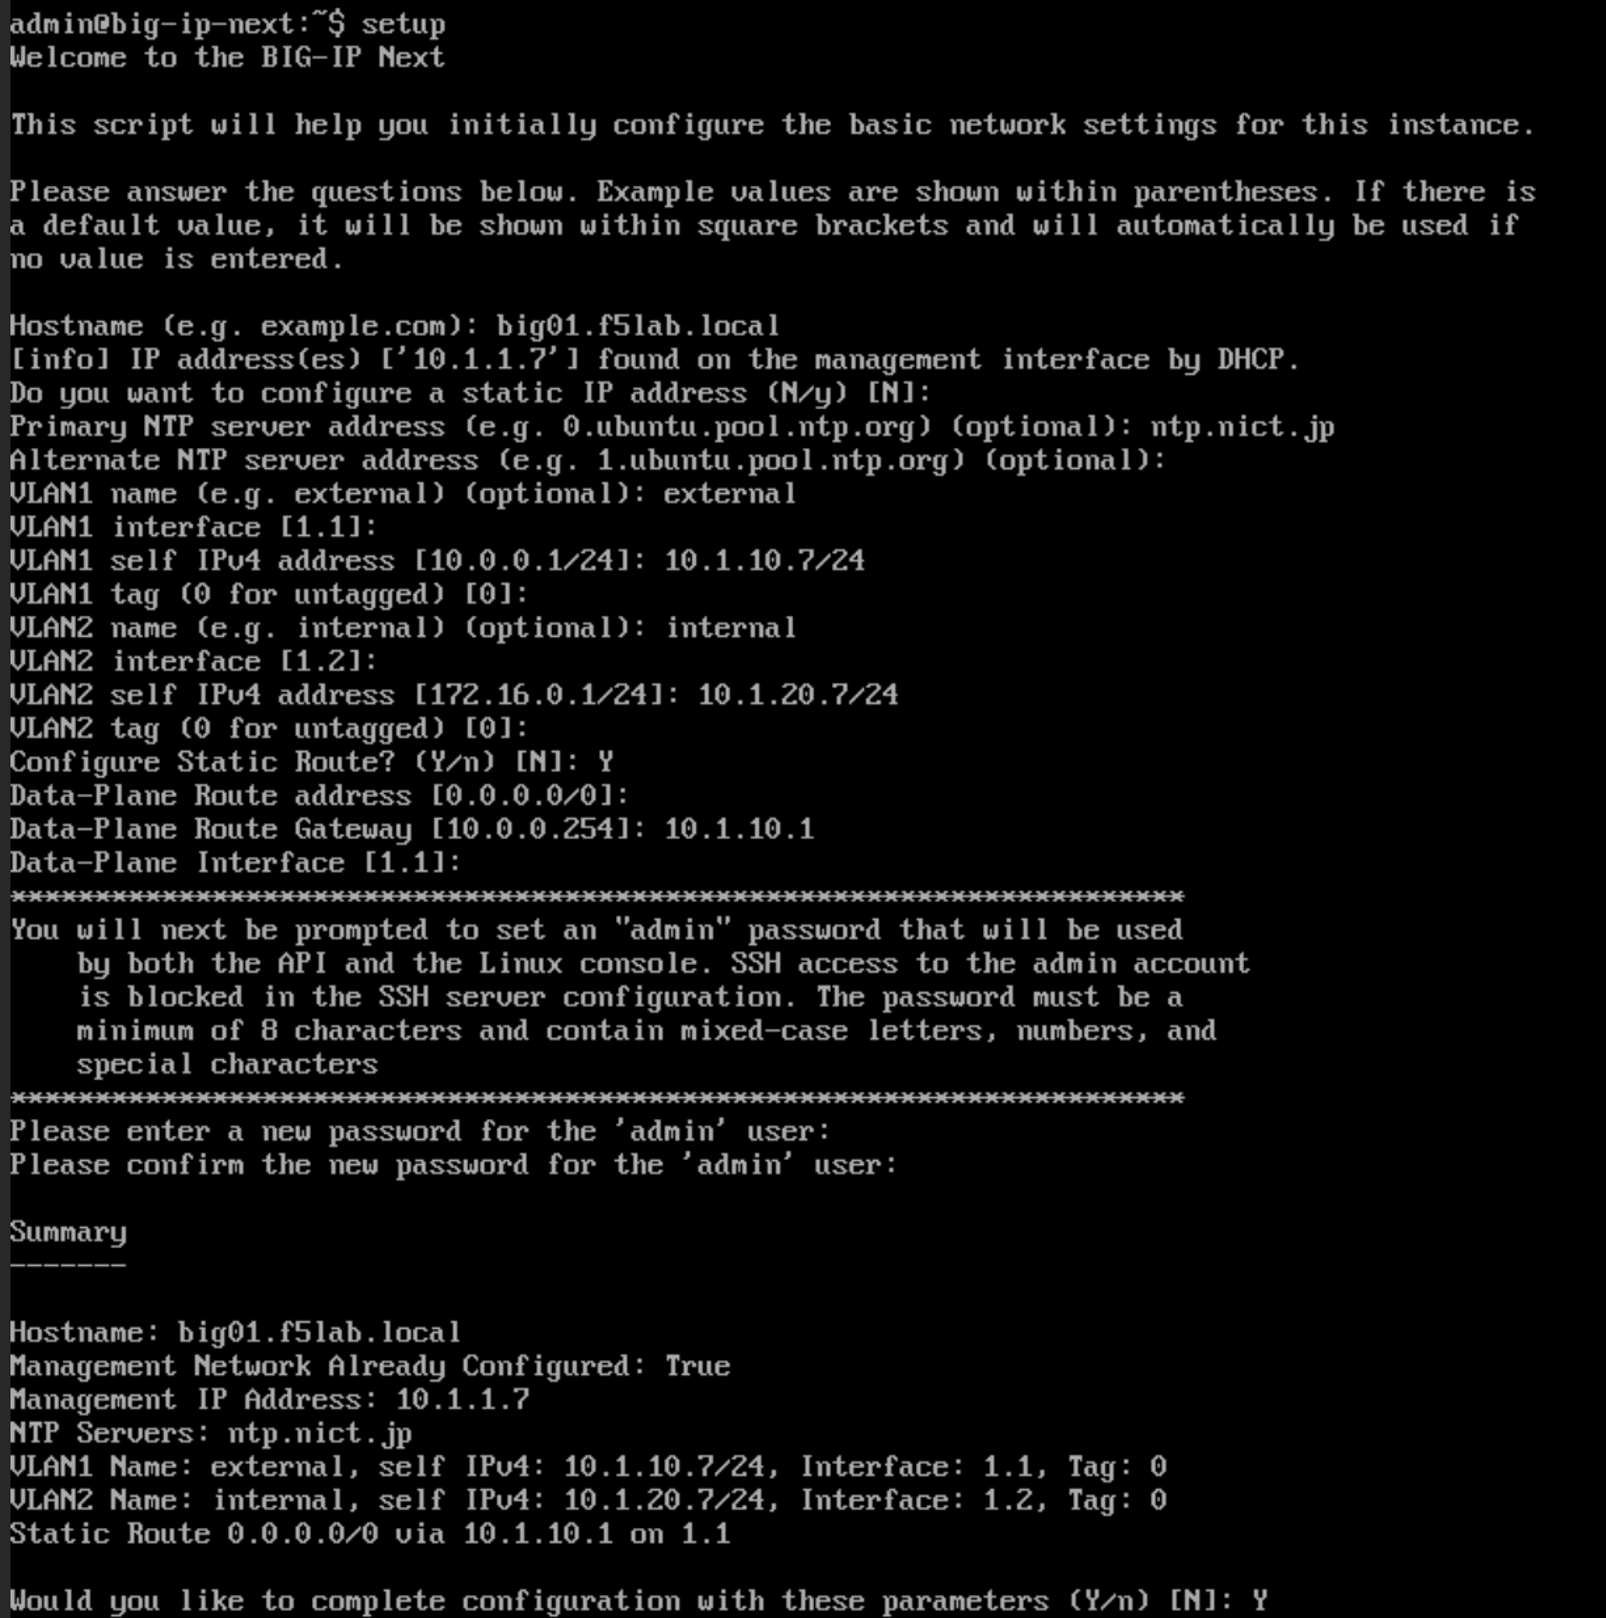 admin@big-ip-next:~$ setup
Welcome to the BIG-IP Next
This script will help you initially configure the basic network settings for this instance.
Please answer the questions below. Example values are shown within parentheses. If there is
a default value, it will be shown within square brackets and will automatically be used if
no value is entered.
Hostname (e.g. example.com): big01.f5lab.local
[info] IP address(es) ['10.1.1.7'] found on the management interface by DHCP.
Do you want to configure a static IP address (N/y) [N]:
Primary NTP server address (e.g. 0.ubuntu.pool.ntp.org) (optional): ntp.nict.jp
Alternate NTP server address (e.g. 1.ubuntu.pool.ntp.org) (optional):
VLAN1 name (e.g. external) (optional): external
VLAN1 interface [1.1]:
VLAN1 self IPv4 address [10.0.0.1/24]: 10.1.10.7/24
VLAN1 tag (0 for untagged) [0]:
VLAN2 name (e.g. internal) (optional): internal
VLAN2 interface [1.2]:
VLAN2 self IPv4 address [172.16.0.1/24]: 10.1.20.7/24
VLAN2 tag (0 for untagged) [0]:
Configure Static Route? (Y/n) [N]: Y
Data-Plane Route address [0.0.0.0/0]:
Data-Plane Route Gateway [10.0.0.254]: 10.1.10.1
Data-Plane Interface [1.1]:
**********************************************************************
You will next be prompted to set an "admin" password that will be used
by both the API and the Linux console. SSH access to the admin account
is blocked in the SSH server configuration. The password must be a
minimum of 8 characters and contain mixed-case letters, numbers, and
special characters
**********************************************************************
Please enter a new password for the 'admin' user:
Please confirm the new password for the 'admin' user:
Summary
-------
Hostname: big01.f5lab.local
Management Network Already Configured: True
Management IP Address: 10.1.1.7
NTP Servers: ntp.nict.jp
VLAN1 Name: external, self IPv4: 10.1.10.7/24, Interface: 1.1, Tag: 0
VLAN2 Name: internal, self IPv4: 10.1.20.7/24, Interface: 1.2, Tag: 0
Static Route 0.0.0.0/0 via 10.1.10.1 on 1.1
Would you like to complete configuration with these parameters (Y/n) [N]: Y